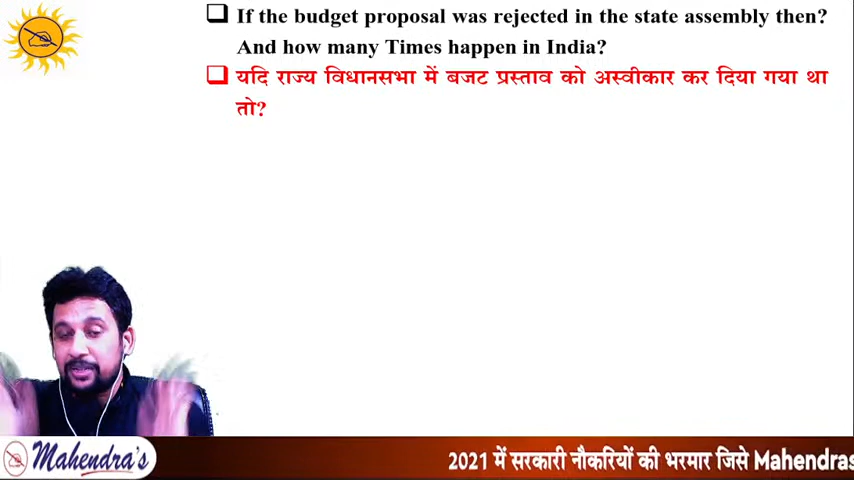 If the budget proposal was rejected in the state assembly then?
And how many Times happen in India?
यदि राज्य विधानसभा में बजट प्रस्ताव को अस्वीकार कर दिया गया था
तो?
Mahendra's
2021 में सरकारी नौकरियों की भरमार जिसे Mahendras